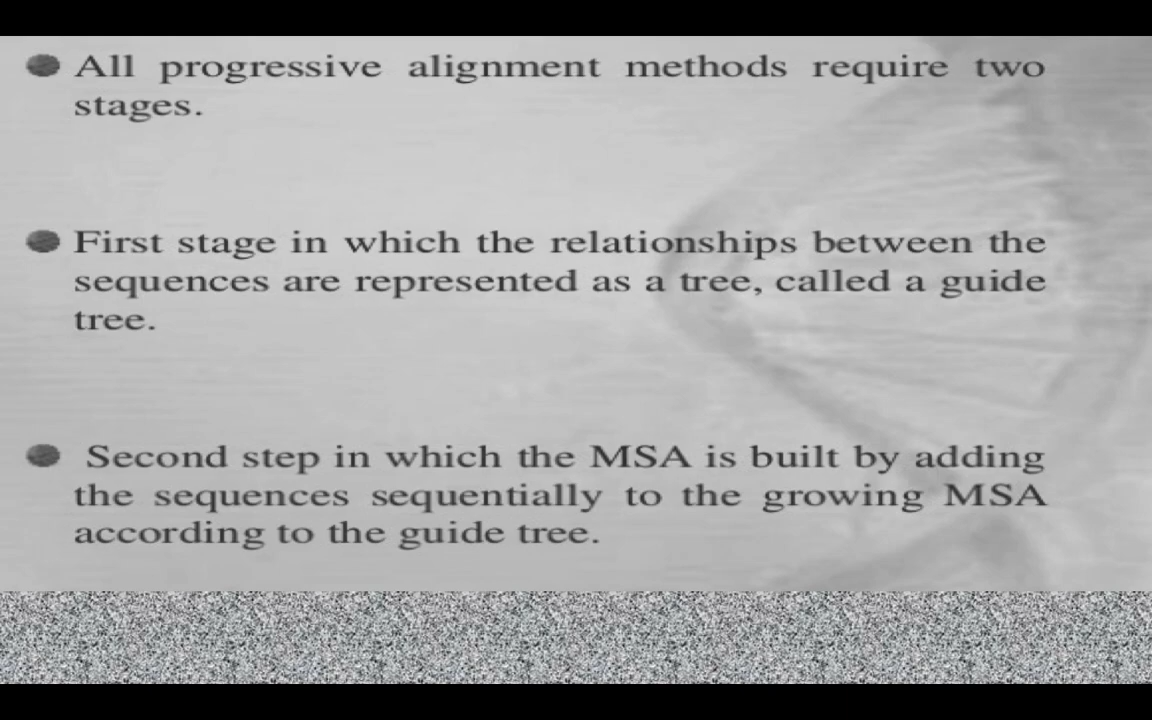 All progressive alignment methods require two
stages.
First stage in which the relationships between the
sequences are represented as a tree, called a guide
tree.
Second step in which the MSA is built by adding
the sequences sequentially to the growing MSA
according to the guide tree.